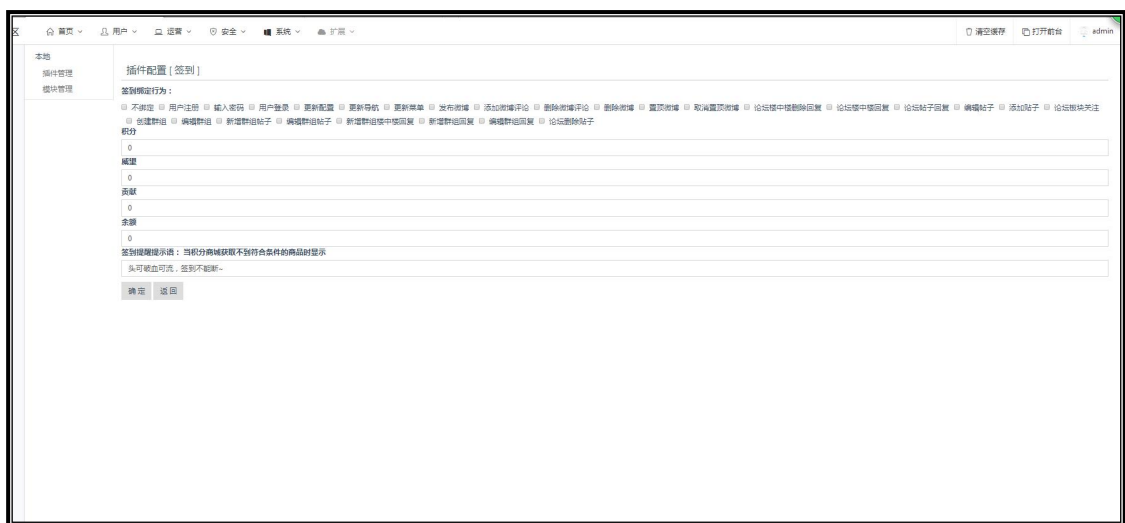 首页 用户 运营 安全 系统 扩展 清空缓存 打开前台 admin
本地
插件管理
模块管理
插件配置 [ 签到 ]
签到绑定行为：
不绑定 用户注册 输入密码 用户登录 更新配置 更新导航 更新菜单 发布微博 添加微博评论 删除微博评论 删除微博 置顶微博 取消置顶微博 论坛楼中楼删除回复 论坛楼中楼回复 论坛帖子回复 编辑帖子 添加贴子 论坛板块关注
创建群组 编辑群组 新增群组帖子 编辑群组帖子 新增群组楼中楼回复 新增群组回复 编辑群组回复 论坛删除贴子
积分
0
威望
0
贡献
0
余额
0
签到提醒提示语：当积分商城获取不到符合条件的商品时显示
头可破血可流，签到不能断~
确定 返回